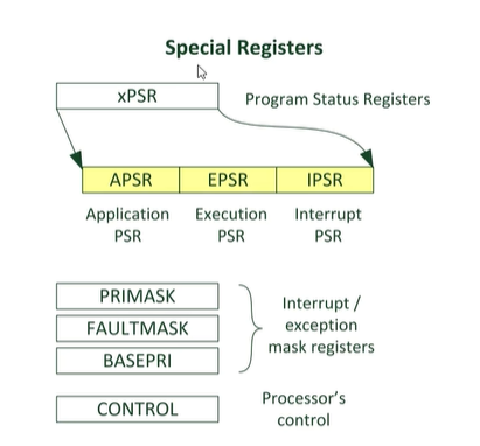 Special Registers
xPSR
Program Status Registers
APSR
EPSR
IPSR
Application
PSR
Execution
PSR
Interrupt
PSR
PRIMASK
FAULTMASK
BASEPRI
Interrupt /
exception
mask registers
CONTROL
Processor's
control